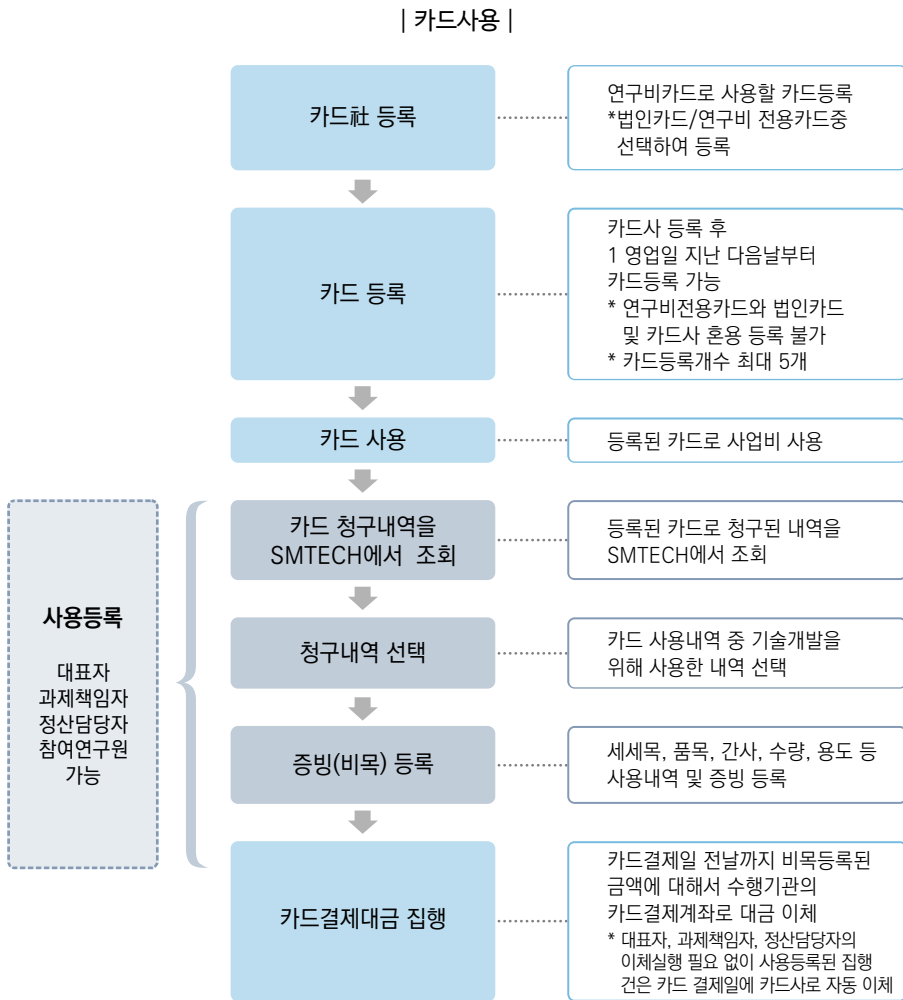 | 카드사용 |
카드社 등록
연구비카드로 사용할 카드등록
*법인카드/연구비 전용카드중
선택하여 등록
카드 등록
카드사 등록 후
1 영업일 지난 다음날부터
카드등록 가능
* 연구비전용카드와 법인카드
및 카드사 혼용 등록 불가
* 카드등록개수 최대 5개
카드 사용
등록된 카드로 사업비 사용
사용등록
대표자
과제책임자
정산담당자
참여연구원
가능
카드 청구내역을
SMTECH에서 조회
등록된 카드로 청구된 내역을
SMTECH에서 조회
청구내역 선택
카드 사용내역 중 기술개발을
위해 사용한 내역 선택
증빙(비목) 등록
세세목, 품목, 간사, 수량, 용도 등
사용내역 및 증빙 등록
카드결제대금 집행
카드결제일 전날까지 비목등록된
금액에 대해서 수행기관의
카드결제계좌로 대금 이체
* 대표자, 과제책임자, 정산담당자의
이체실행 필요 없이 사용등록된 집행
건은 카드 결제일에 카드사로 자동 이체